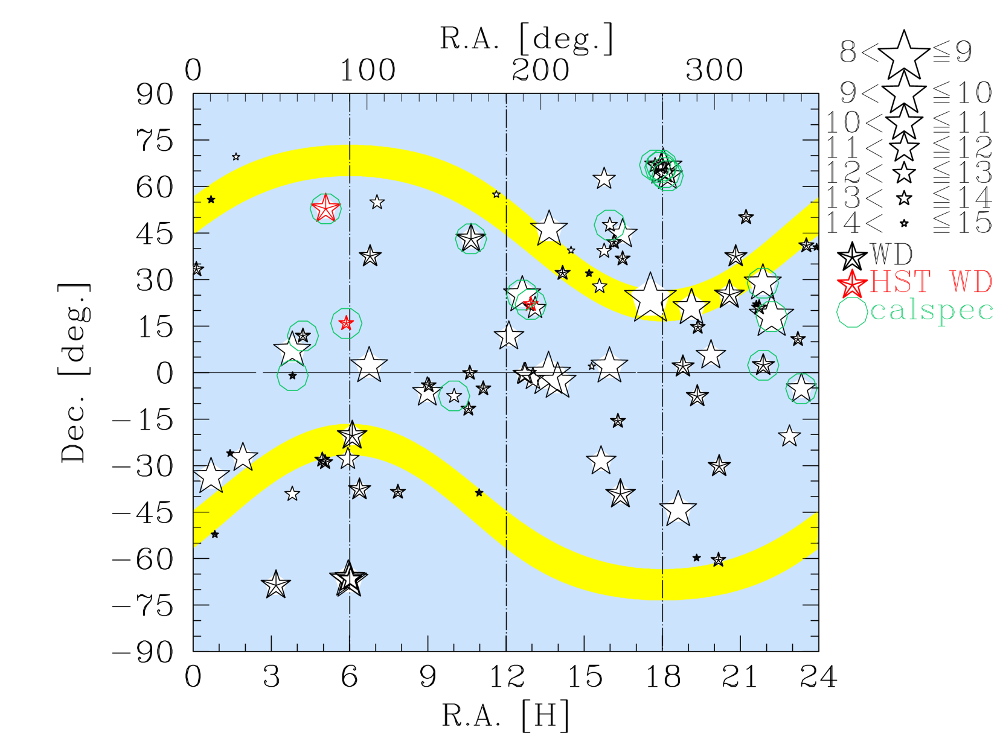 R.A. [deg.]
0 100 200 300
90
75
60
45
30
15
0
−15
−30
−45
−60
−75
−90
Dec. [deg.]
0 3 6 9 12 15 18 21 24
R.A. [H]
8< ≦9
9< ≦10
10< ≦11
11< ≦12
12< ≦13
13< ≦14
14< ≦15
WD
HST WD
calspec